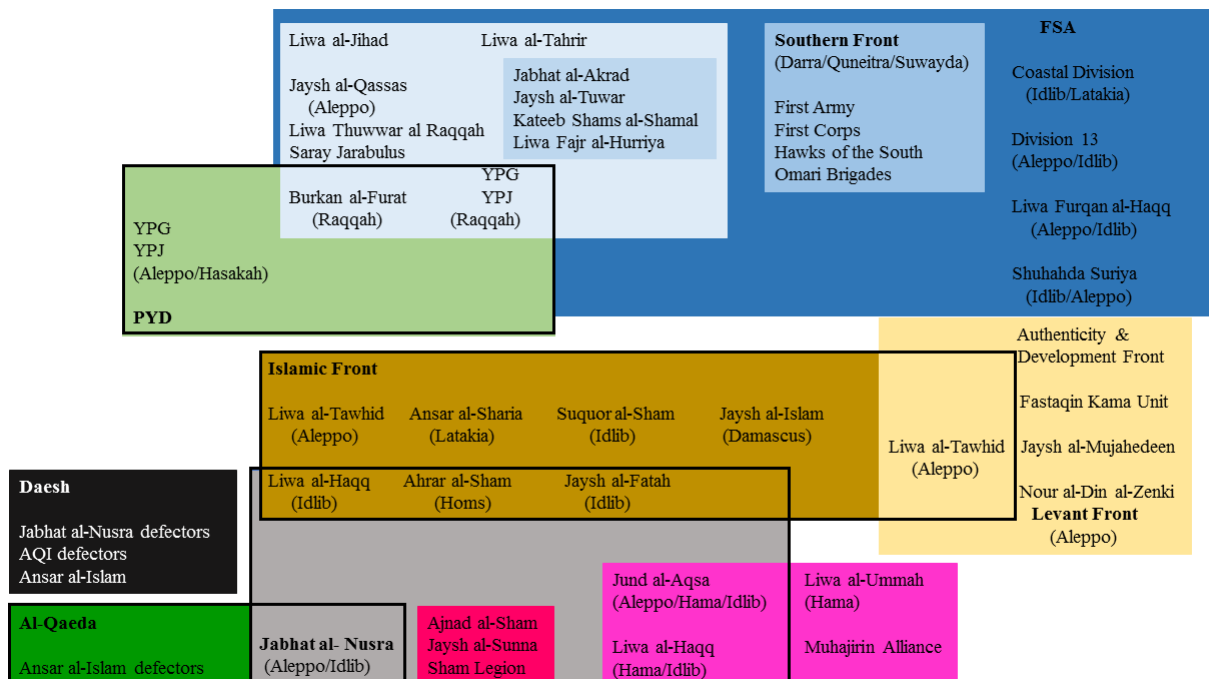 Liwa al-Jihad
Liwa al-Tahrir
Jaysh al-Qassas
(Aleppo)
Liwa Thuwwar al Raqqah
Saray Jarabulus
Jabhat al-Akrad
Jaysh al-Tuwar
Kateeb Shams al-Shamal
Liwa Fajr al-Hurriya
Burkan al-Furat
(Raqqah)
YPG
YPJ
(Raqqah)
Southern Front
(Darra/Quneitra/Suwayda)
First Army
First Corps
Hawks of the South
Omari Brigades
FSA
Coastal Division
(Idlib/Latakia)
Division 13
(Aleppo/Idlib)
Liwa Furqan al-Haqq
(Aleppo/Idlib)
Shuhahda Suriya
(Idlib/Aleppo)
YPG
YPJ
(Aleppo/Hasakah)
PYD
Islamic Front
Liwa al-Tawhid
(Aleppo)
Ansar al-Sharia
(Latakia)
Suquor al-Sham
(Idlib)
Jaysh al-Islam
(Damascus)
Liwa al-Haqq
(Idlib)
Ahrar al-Sham
(Homs)
Jaysh al-Fatah
(Idlib)
Liwa al-Tawhid
(Aleppo)
Authenticity &
Development Front
Fastaqin Kama Unit
Jaysh al-Mujahedeen
Nour al-Din al-Zenki
Levant Front
(Aleppo)
Daesh
Jabhat al-Nusra defectors
AQI defectors
Ansar al-Islam
Al-Qaeda
Ansar al-Islam defectors
Jabhat al- Nusra
(Aleppo/Idlib)
Ajnad al-Sham
Jaysh al-Sunna
Sham Legion
Jund al-Aqsa
(Aleppo/Hama/Idlib)
Liwa al-Haqq
(Hama/Idlib)
Liwa al-Ummah
(Hama)
Muhajirin Alliance